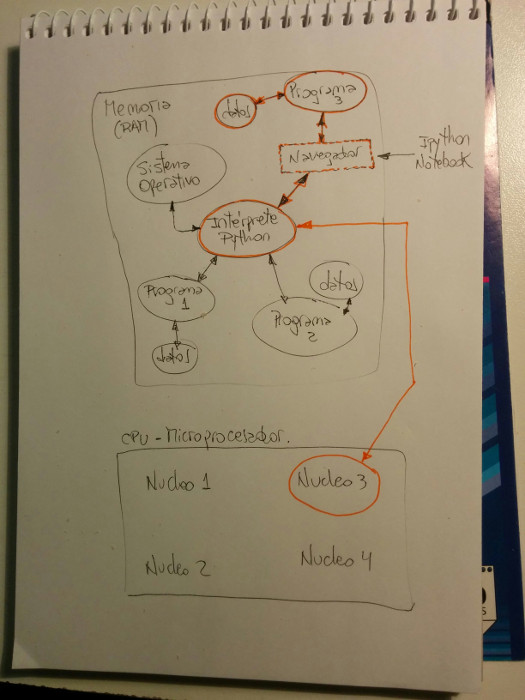 Memoria
(RAM)
datos
Programa
3
Navegador
Ipython
Notebook
Sistema
Operativo
Intérprete
Python
Programa
1
datos
datos
Programa
2
CPU - Microprocesador.
Nucleo 1
Nucleo 3
Nucleo 2
Nucleo 4